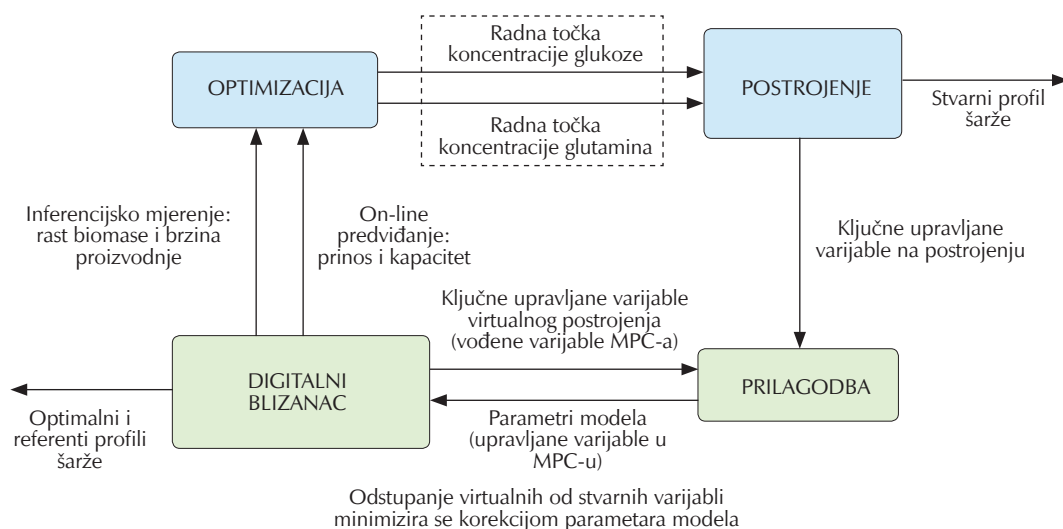 Radna točka
koncentracije glukoze
OPTIMIZACIJA
POSTROJENJE
Stvarni profil
šarže
Radna točka
koncentracije glutamina
Inferencijsko mjerenje:
rast biomase i brzina
proizvodnje
On-line
predviđanje:
prinos i kapacitet
Ključne upravljane
varijable na postrojenju
Ključne upravljane varijable
virtualnog postrojenja
(vođene varijable MPC-a)
DIGITALNI
BLIZANAC
PRILAGODBA
Optimalni i
referenti profili
šarže
Parametri modela
(upravljane varijable u
MPC-u)
Odstupanje virtualnih od stvarnih varijabli
minimizira se korekcijom parametara modela